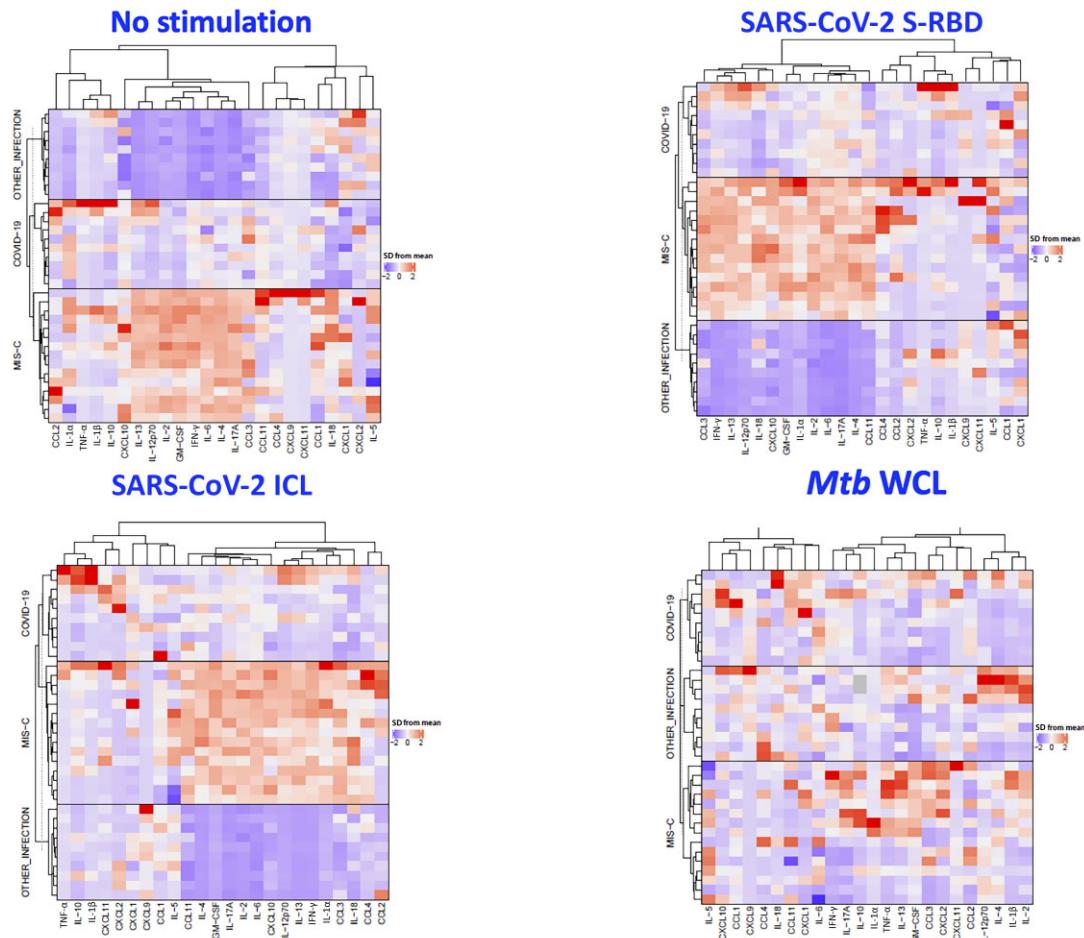 No stimulation
OTHER_INFECTION
COVID-19
MIS-C
SD from mean
-2 0 2
CCL2
IL-1α
TNF-α
IL-1β
IL-10
CXCL10
IL-13
IL-12p70
IL-2
GM-CSF
IFN-γ
IL-6
IL-4
IL-17A
CCL3
CCL11
CCL4
CXCL9
CXCL11
CCL1
IL-18
CXCL1
CXCL2
IL-5
SARS-CoV-2 S-RBD
COVID-19
MIS-C
OTHER_INFECTION
SD from mean
-2 0 2
CCL3
IFN-γ
IL-13
IL-12p70
IL-18
CXCL10
GM-CSF
IL-1α
IL-2
IL-6
IL-17A
IL-4
CCL11
CCL4
CCL2
CXCL2
TNF-α
IL-10
IL-1β
CXCL9
CXCL11
IL-5
CCL1
CXCL1
SARS-CoV-2 ICL
COVID-19
MIS-C
OTHER_INFECTION
SD from mean
-2 0 2
TNF-α
IL-10
IL-1β
CXCL11
CXCL2
CXCL1
CXCL9
CCL1
IL-5
CCL11
IL-4
GM-CSF
IL-17A
IL-2
IL-6
CXCL10
IL-12p70
IL-13
IFN-γ
IL-1α
CCL3
IL-18
CCL4
CCL2
Mtb WCL
COVID-19
OTHER_INFECTION
MIS-C
SD from mean
-2 0 2
IL-5
CXCL10
CCL1
CXCL9
CCL4
IL-18
CCL11
CXCL1
IL-6
IFN-γ
IL-17A
IL-10
IL-1α
TNF-α
IL-13
GM-CSF
CCL3
CXCL2
CXCL11
CCL2
IL-12p70
IL-4
IL-1β
IL-2